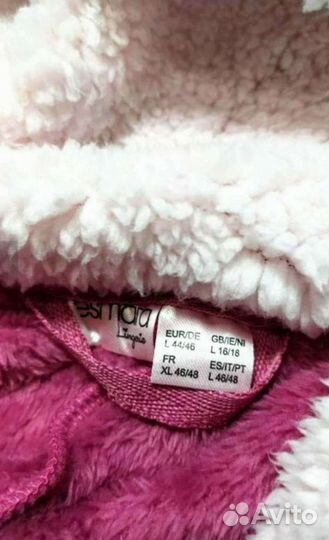 esmara
Lingerie
EUR/DE GB/IE/NI
L 44/46 L 16/18
FR ES/IT/PT
XL 46/48 L 46/48
Avito